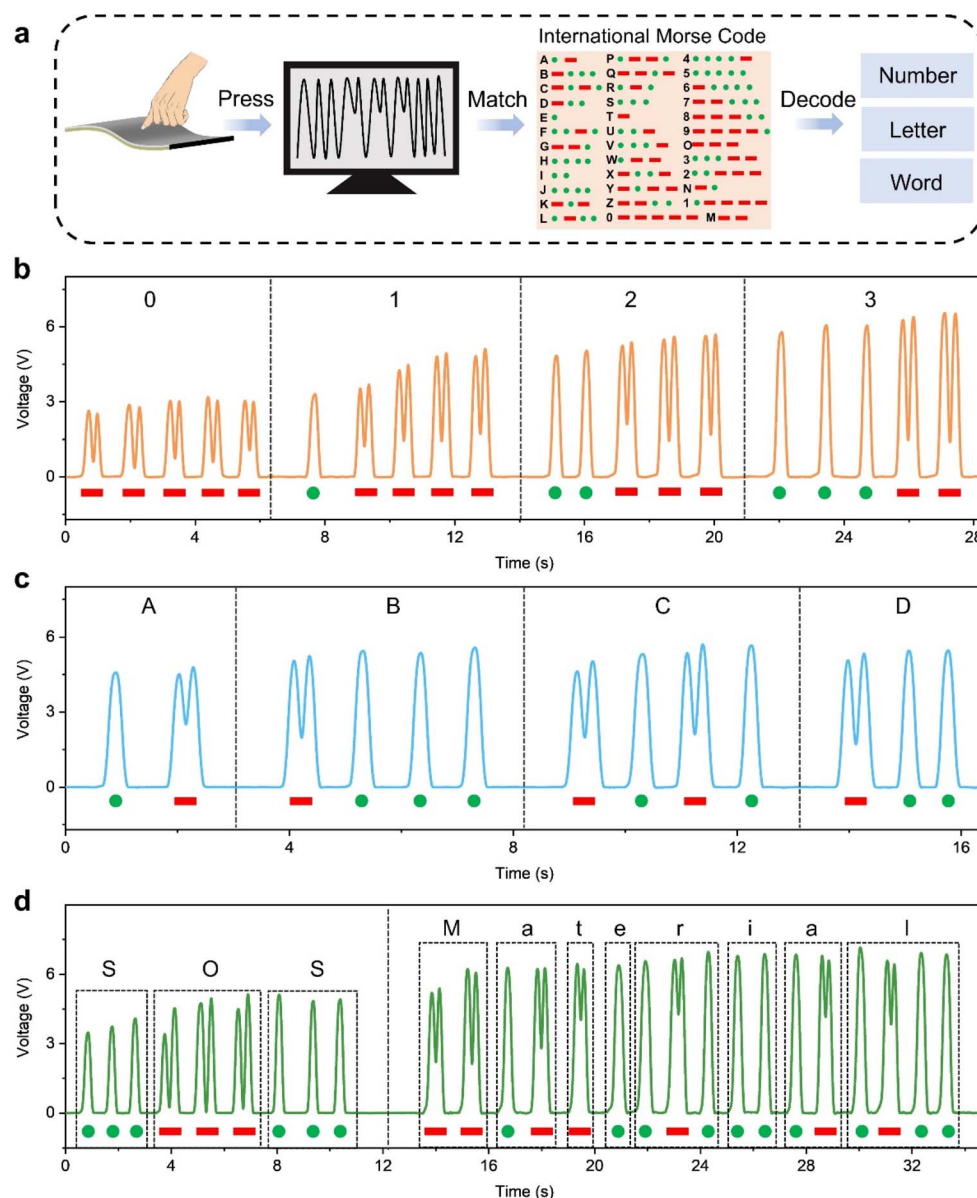 a
International Morse Code
Press
Match
Decode
A P 4
B Q 5
C R 6
D S 7
E T 8
F U 9
G V O
H W 3
I X 2
J Y N
K Z 1
L 0 M
Number
Letter
Word
b
0 1 2 3
Voltage (V)
6
3
0
0 4 8 12 16 20 24 28
Time (s)
c
A B C D
Voltage (V)
6
3
0
0 4 8 12 16
Time (s)
d
M a t e r i a l
S O S
Voltage (V)
6
3
0
0 4 8 12 16 20 24 28 32
Time (s)